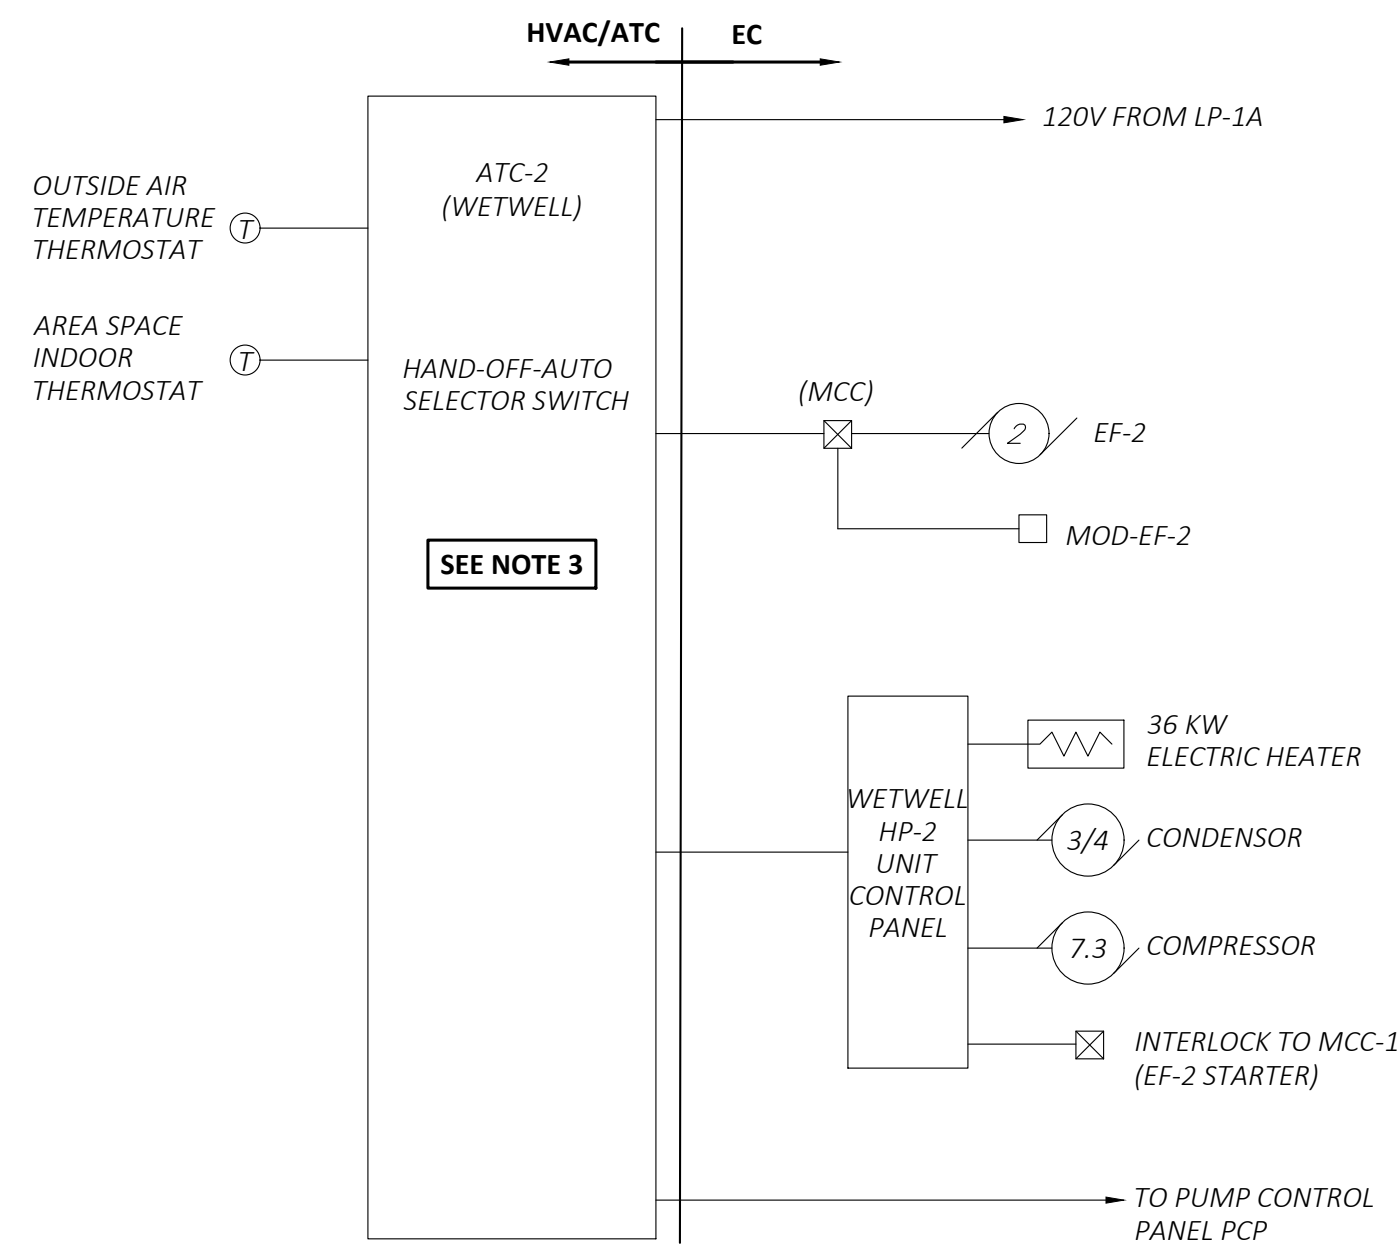 HVAC/ATC
EC
120V FROM LP-1A
ATC-2
(WETWELL)
OUTSIDE AIR
TEMPERATURE
THERMOSTAT
T
AREA SPACE
INDOOR
THERMOSTAT
T
HAND-OFF-AUTO
SELECTOR SWITCH
(MCC)
2
EF-2
MOD-EF-2
SEE NOTE 3
WETWELL
HP-2
UNIT
CONTROL
PANEL
36 KW
ELECTRIC HEATER
3/4
CONDENSOR
7.3
COMPRESSOR
INTERLOCK TO MCC-1
(EF-2 STARTER)
TO PUMP CONTROL
PANEL PCP